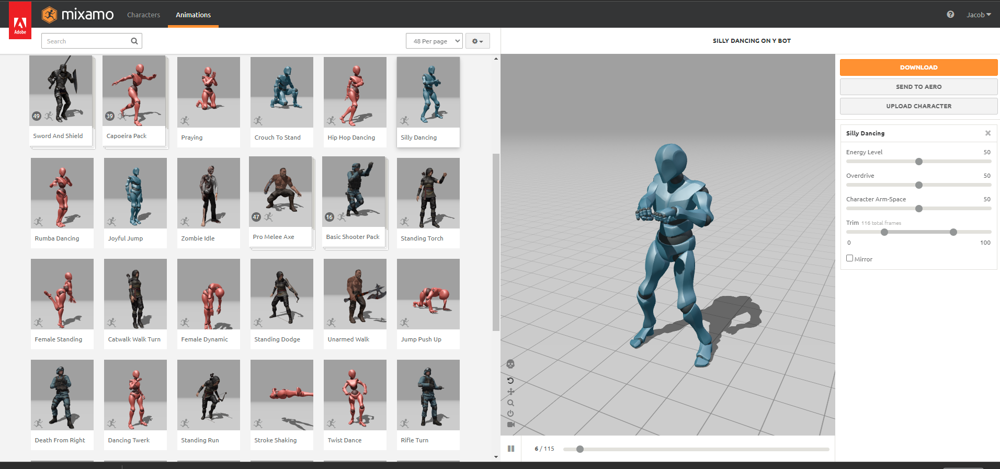 Adobe
mixamo
Characters
Animations
Jacob
Search
48 Per page
SILLY DANCING ON Y BOT
DOWNLOAD
SEND TO AERO
UPLOAD CHARACTER
49
39
Sword And Shield
Capoeira Pack
Praying
Crouch To Stand
Hip Hop Dancing
Silly Dancing
47
16
Rumba Dancing
Joyful Jump
Zombie Idle
Pro Melee Axe
Basic Shooter Pack
Standing Torch
Female Standing
Catwalk Walk Turn
Female Dynamic
Standing Dodge
Unarmed Walk
Jump Push Up
Death From Right
Dancing Twerk
Standing Run
Stroke Shaking
Twist Dance
Rifle Turn
6 / 115
Silly Dancing
Energy Level 50
Overdrive 50
Character Arm-Space 50
Trim 116 total frames
0 100
Mirror